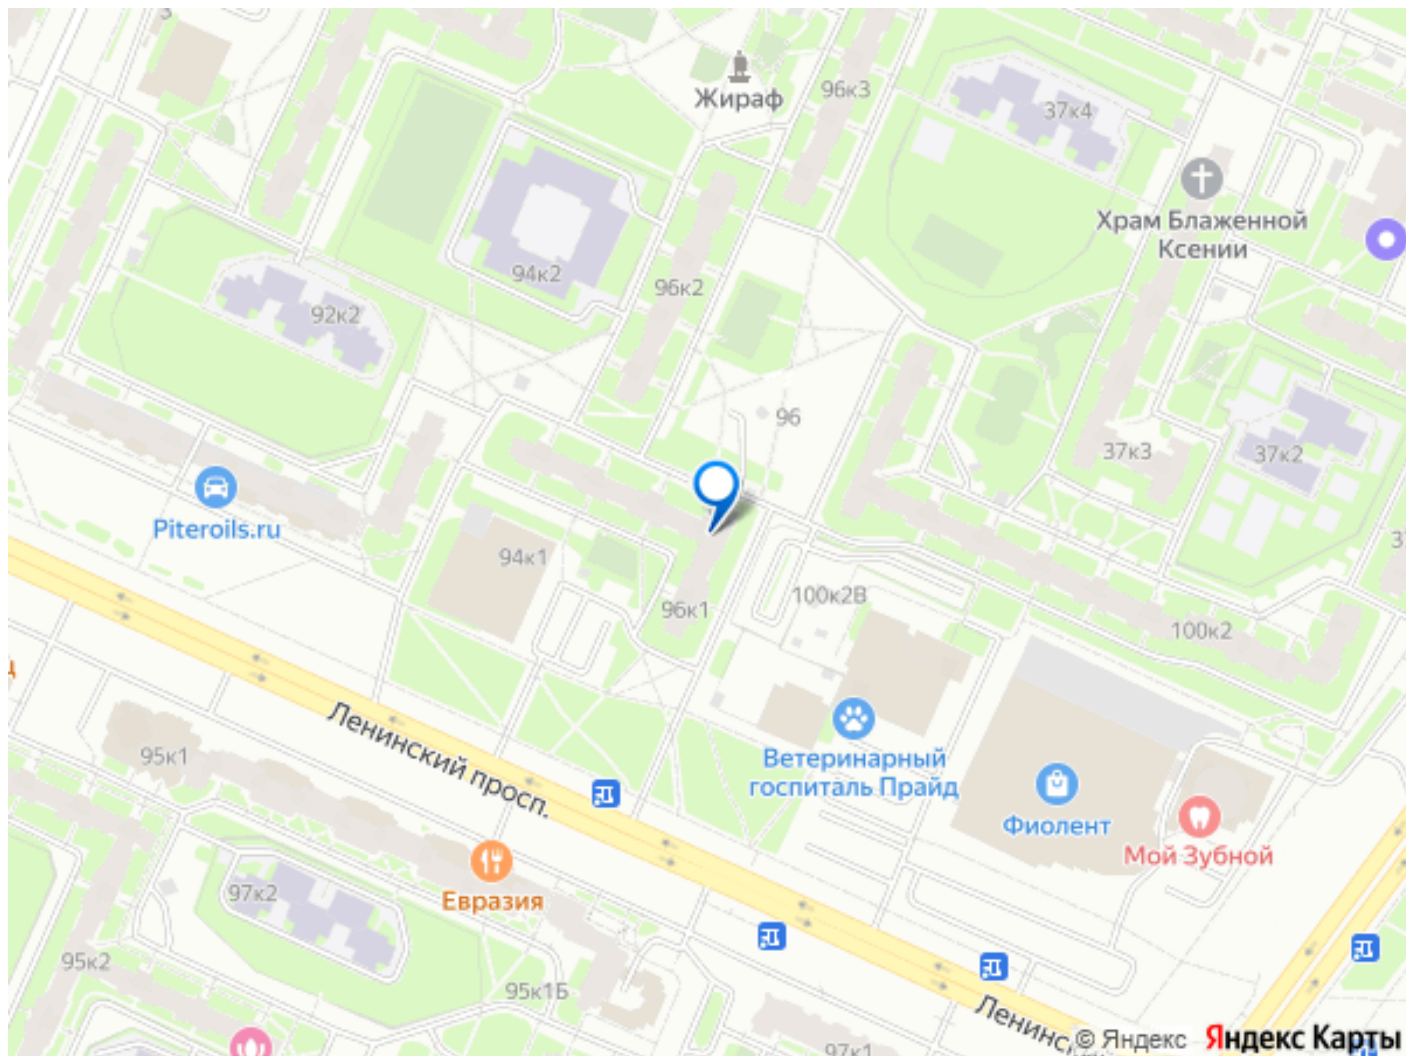 3
Жираф
96к3
37к4
Храм Блаженной
Ксении
94к2
96к2
92к2
96
37к3
37к2
Piteroils.ru
94к1
96к1
100к2В
100к2
Ленинский просп.
95к1
Ветеринарный
госпиталь Прайд
Фиолент
Мой Зубной
Евразия
97к2
95к2
95к1Б
97к1
© Яндекс
Яндекс Карты